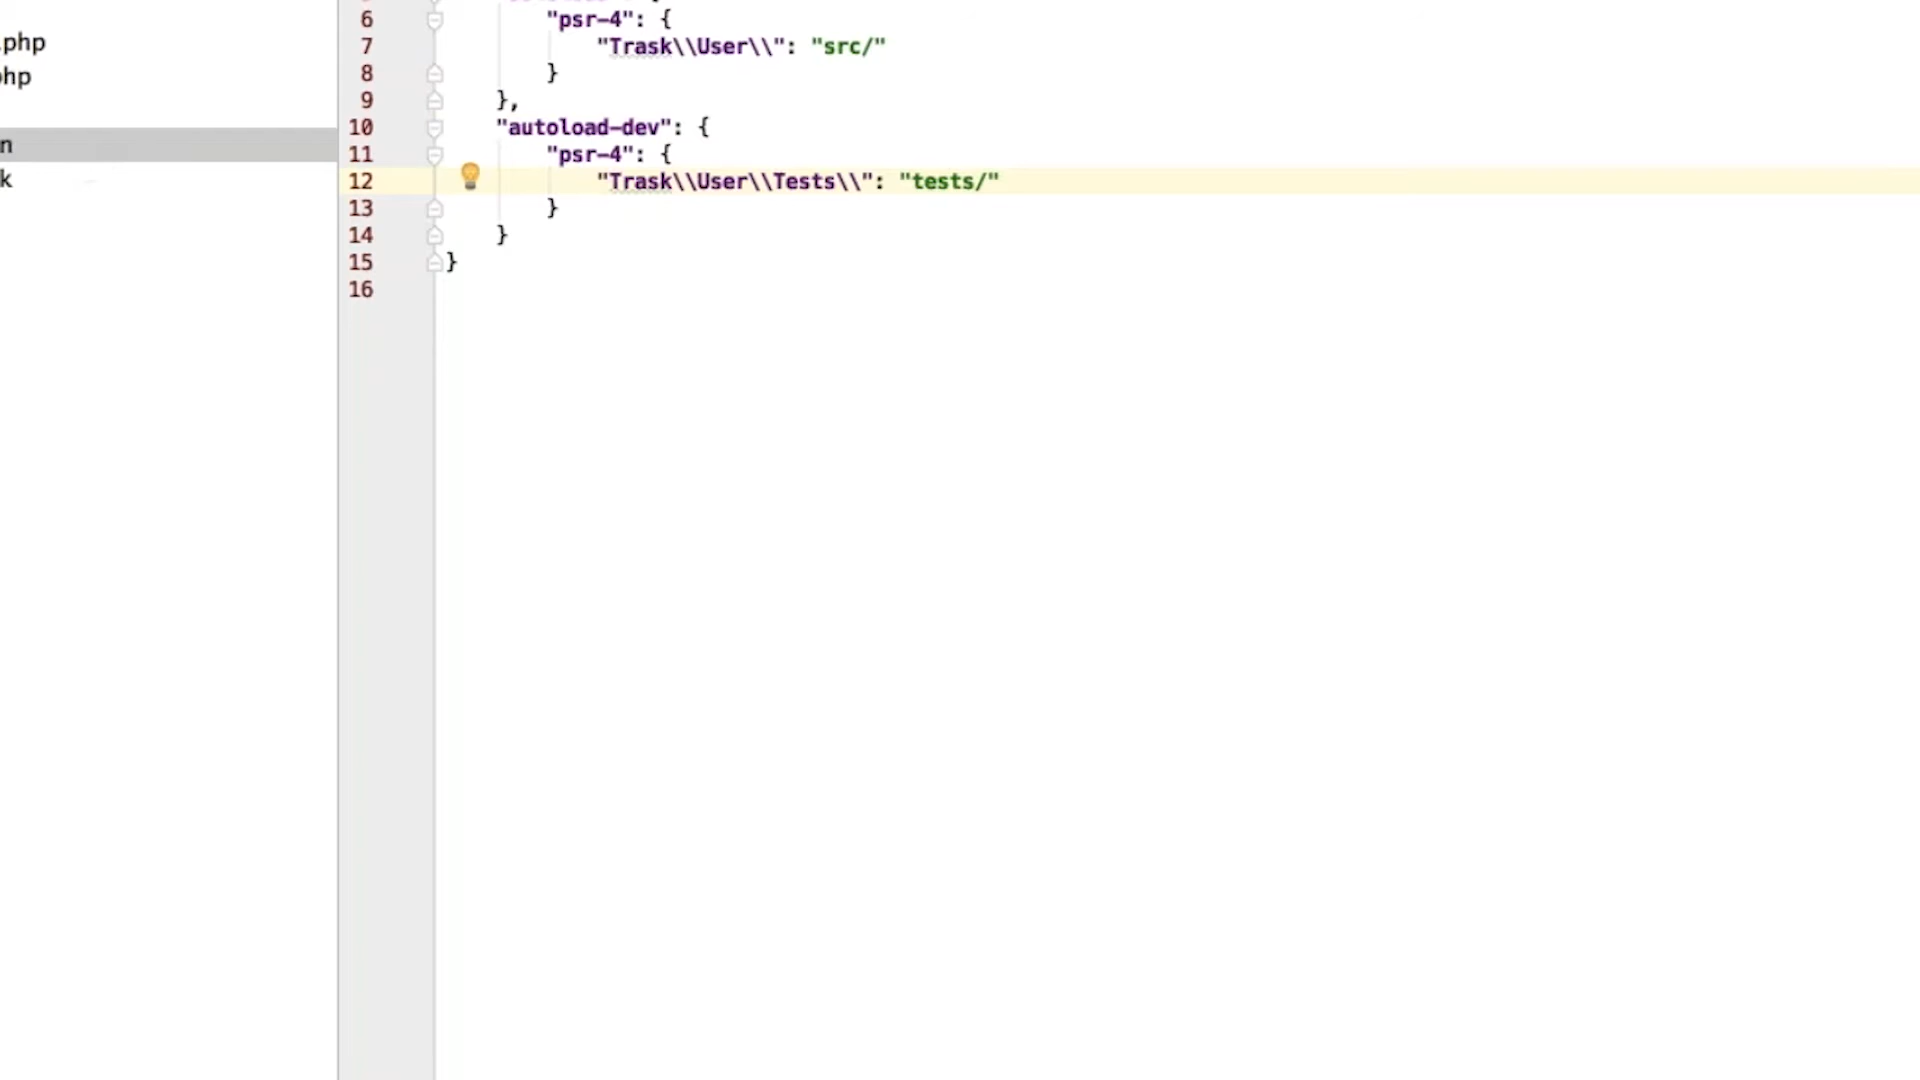 .php
hp
n
k
6 "psr-4": {
7 "Trask\\User\\": "src/"
8 }
9 },
10 "autoload-dev": {
11 "psr-4": {
12 "Trask\\User\\Tests\\": "tests/"
13 }
14 }
15 }
16